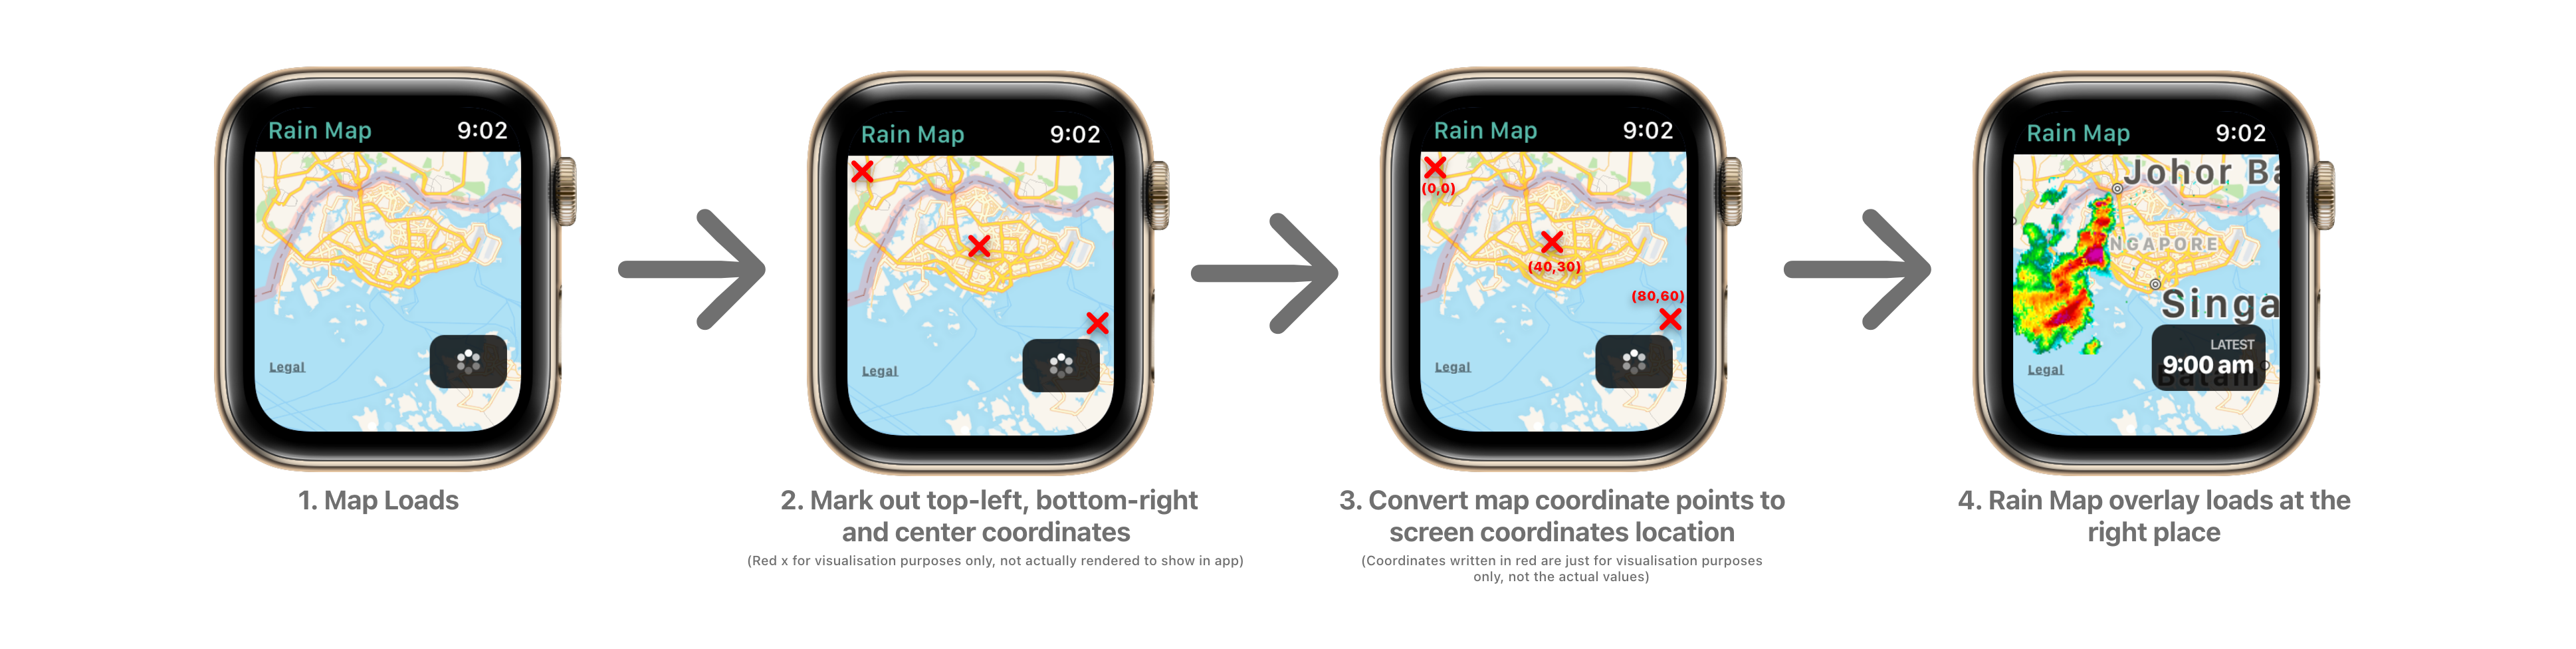 Rain Map 9:02
Legal
1. Map Loads
Rain Map 9:02
Legal
2. Mark out top-left, bottom-right
and center coordinates
(Red x for visualisation purposes only, not actually rendered to show in app)
Rain Map 9:02
(0,0)
(40,30)
(80,60)
Legal
3. Convert map coordinate points to
screen coordinates location
(Coordinates written in red are just for visualisation purposes
only, not the actual values)
Rain Map 9:02
Johor Ba
NGAPORE
Singa
LATEST
9:00 am
Legal
Batam
4. Rain Map overlay loads at the
right place